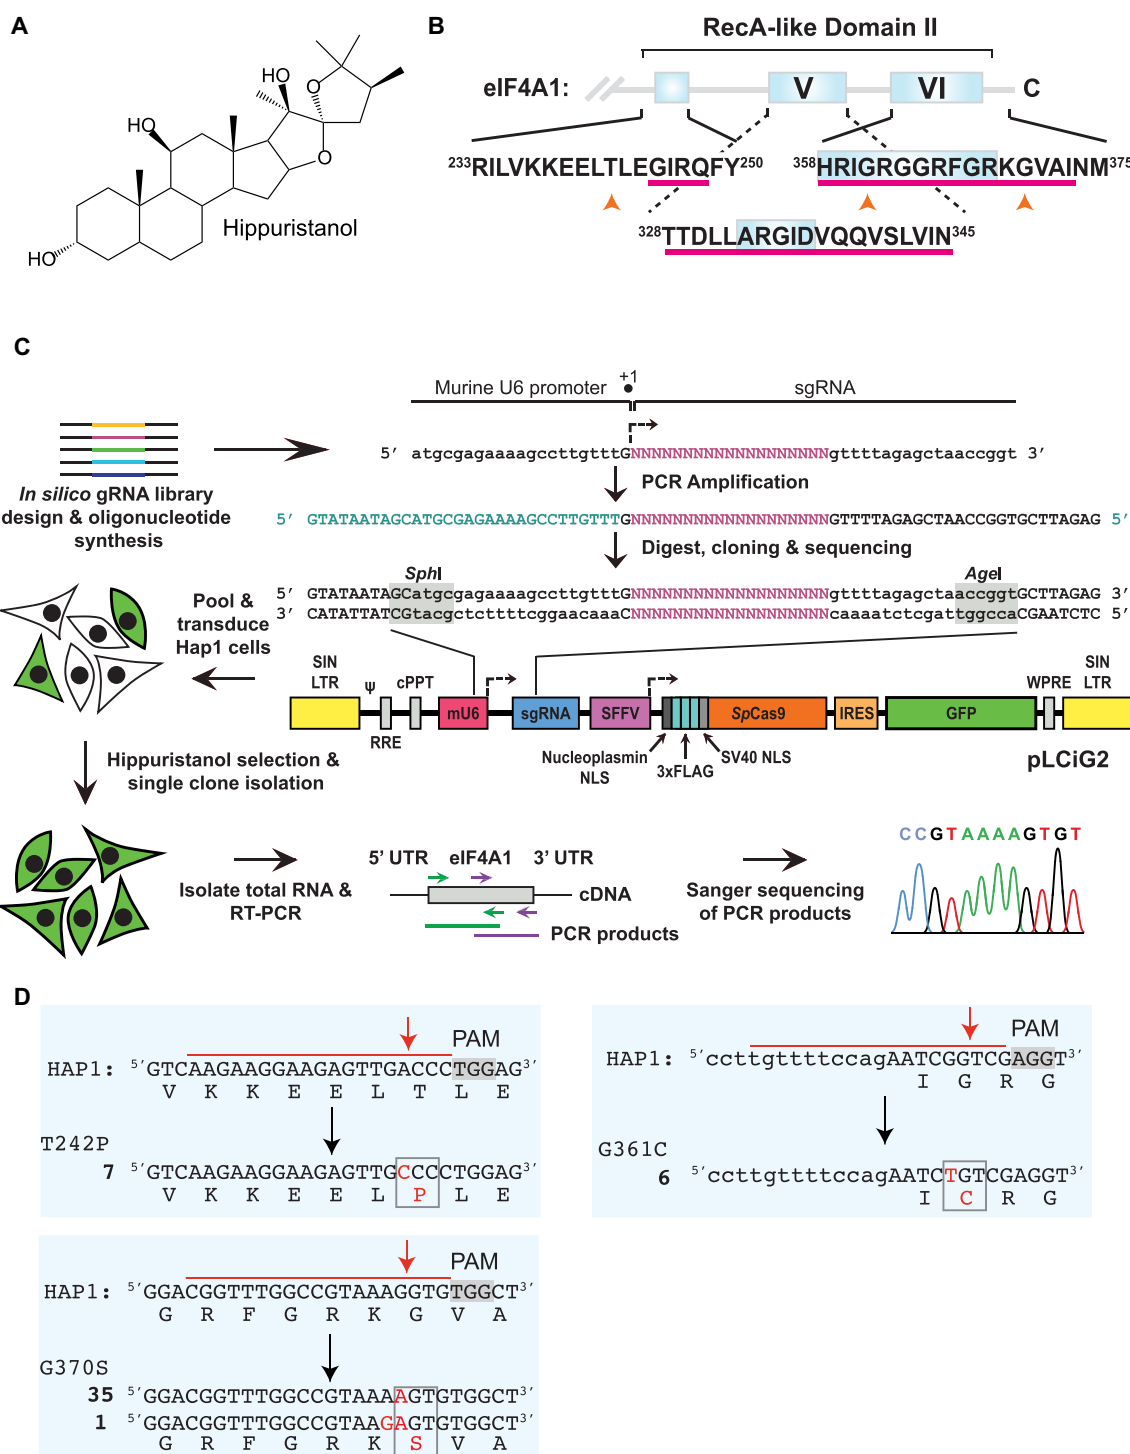 A
HO
HO
HO
O
O
Hippuristanol
B
RecA-like Domain II
eIF4A1:
V
VI
C
233RILVKKEELTLEGIRQFY250
358HRIGRGGRFGRKGVAINM375
328TTDLLARGIDVQQVSLVIN345
C
+1
Murine U6 promoter
sgRNA
5′ atgcgagaaaagccttgtttGNNNNNNNNNNNNNNNNNNNgttttagagctaaccggt 3′
In silico gRNA library
design & oligonucleotide
synthesis
PCR Amplification
5′ GTATAATAGCATGCGAGAAAAGCCTTGTTTGNNNNNNNNNNNNNNNNNNNGTTTTAGAGCTAACCGGTGCTTAGAG 5′
Digest, cloning & sequencing
SphI
AgeI
5′ GTATAATAGCatgcgagaaaagccttgtttGNNNNNNNNNNNNNNNNNNNgttttagagctaaccggtGCTTAGAG 3′
3′ CATATTATCGtacgctcttttcggaacaaaCNNNNNNNNNNNNNNNNNNNcaaaatctcgattggccaCGAATCTC 5′
Pool &
transduce
Hap1 cells
SIN
LTR
ψ
RRE
cPPT
mU6
sgRNA
SFFV
SpCas9
IRES
GFP
WPRE
SIN
LTR
Nucleoplasmin
NLS
3xFLAG
SV40 NLS
pLCiG2
Hippuristanol selection &
single clone isolation
Isolate total RNA &
RT-PCR
5′ UTR
eIF4A1
3′ UTR
cDNA
PCR products
Sanger sequencing
of PCR products
CCGTAAAAGTGT
D
PAM
HAP1: 5′GTCAAGAAGGAAGAGTTGACCCTGGAG3′
V K K E E L T L E
T242P
7 5′GTCAAGAAGGAAGAGTTGCCCCTGGAG3′
V K K E E L P L E
PAM
HAP1: 5′ccttgttttccagAATCGGTCGAGGT3′
I G R G
G361C
6 5′ccttgttttccagAATCTGTCGAGGT3′
I C R G
PAM
HAP1: 5′GGACGGTTTGGCCGTAAAGGTGTGGCT3′
G R F G R K G V A
G370S
35 5′GGACGGTTTGGCCGTAAAAGTGTGGCT3′
1 5′GGACGGTTTGGCCGTAAGAGTGTGGCT3′
G R F G R K S V A